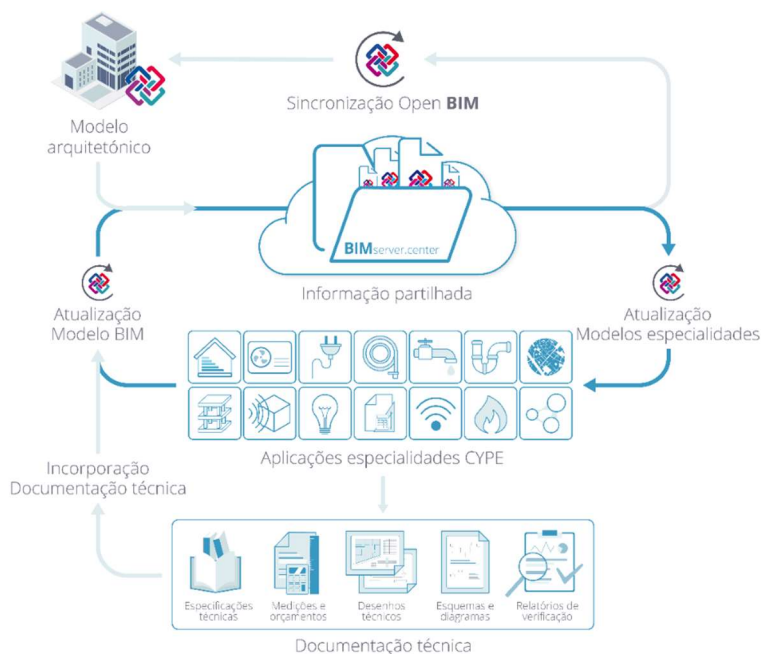 Sincronização Open BIM
Modelo
arquitetónico
BIMserver.center
Informação partilhada
Atualização
Modelo BIM
Atualização
Modelos especialidades
Aplicações especialidades CYPE
Incorporação
Documentação técnica
Especificações
técnicas
Medições e
orçamentos
Desenhos
técnicos
Esquemas e
diagramas
Relatórios de
verificação
Documentação técnica